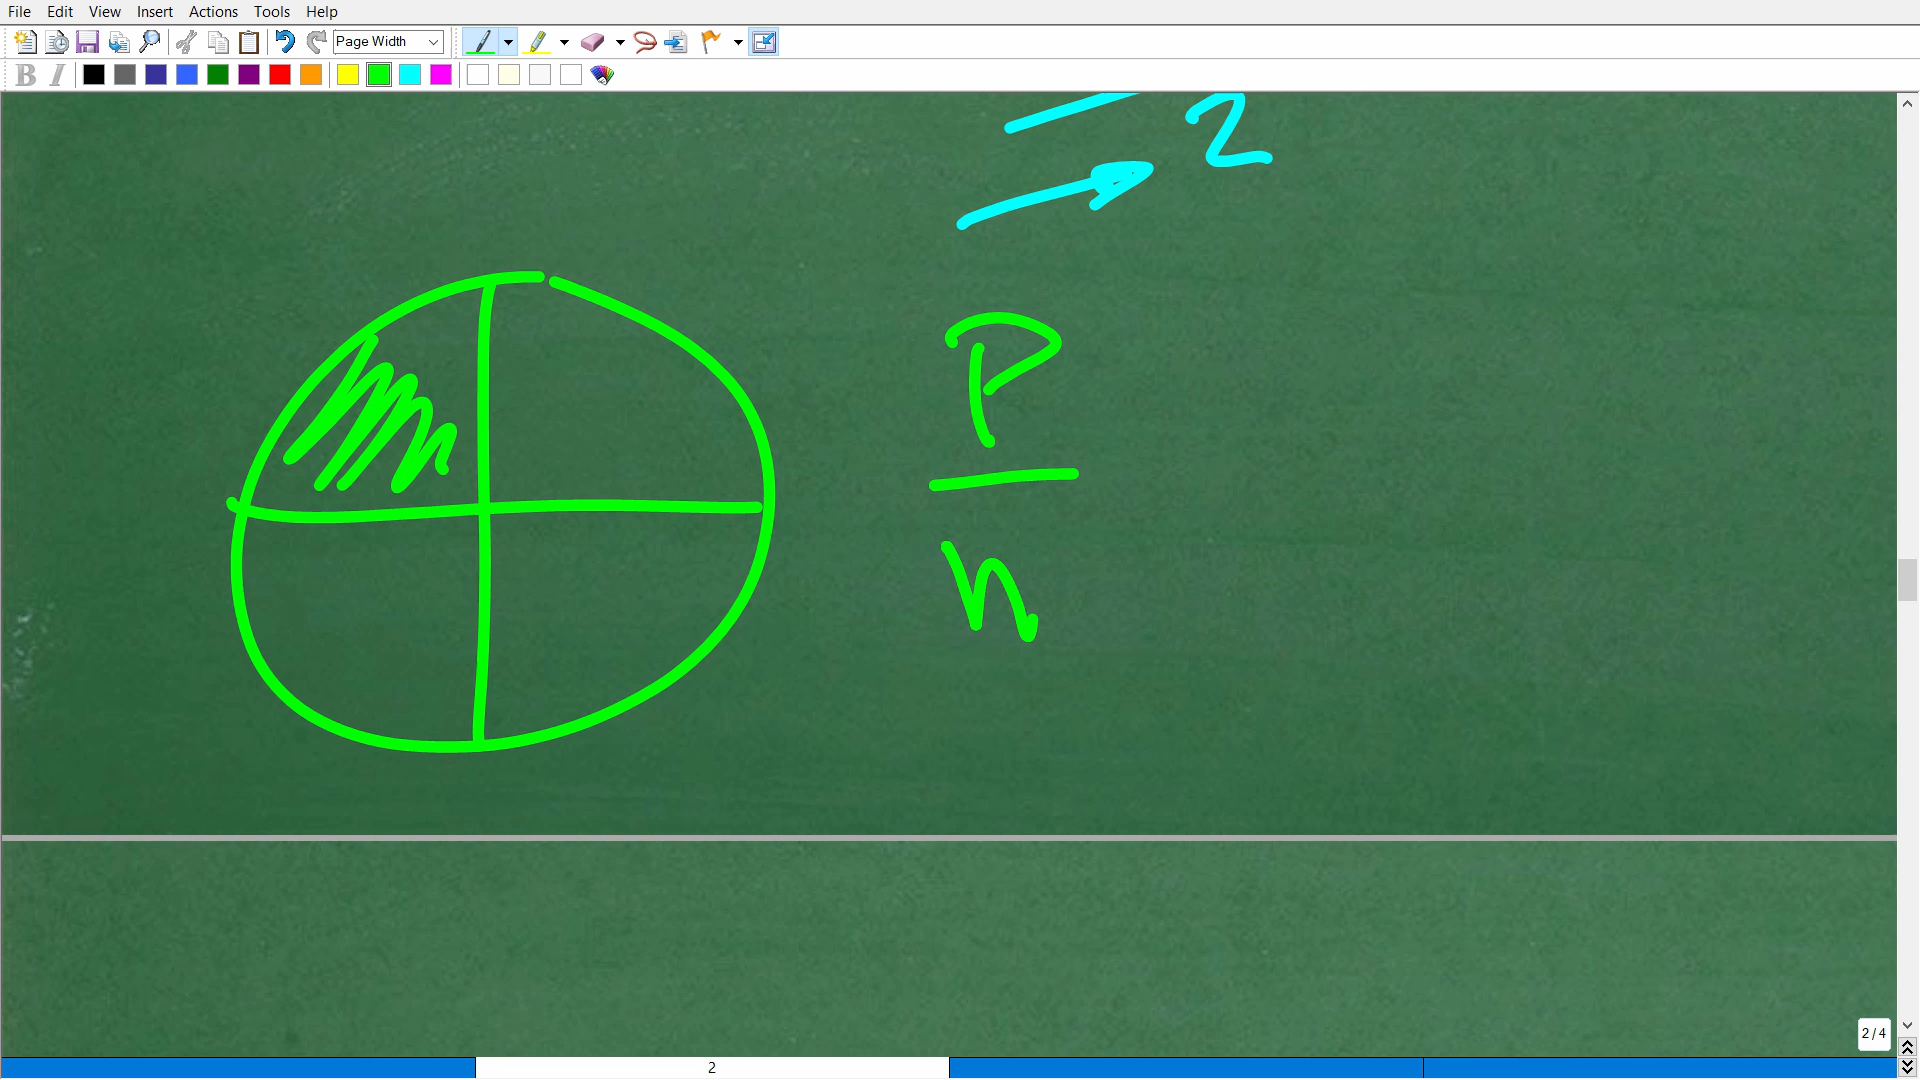 File Edit View Insert Actions Tools Help
Page Width
B I
2
P
n
2 / 4
2